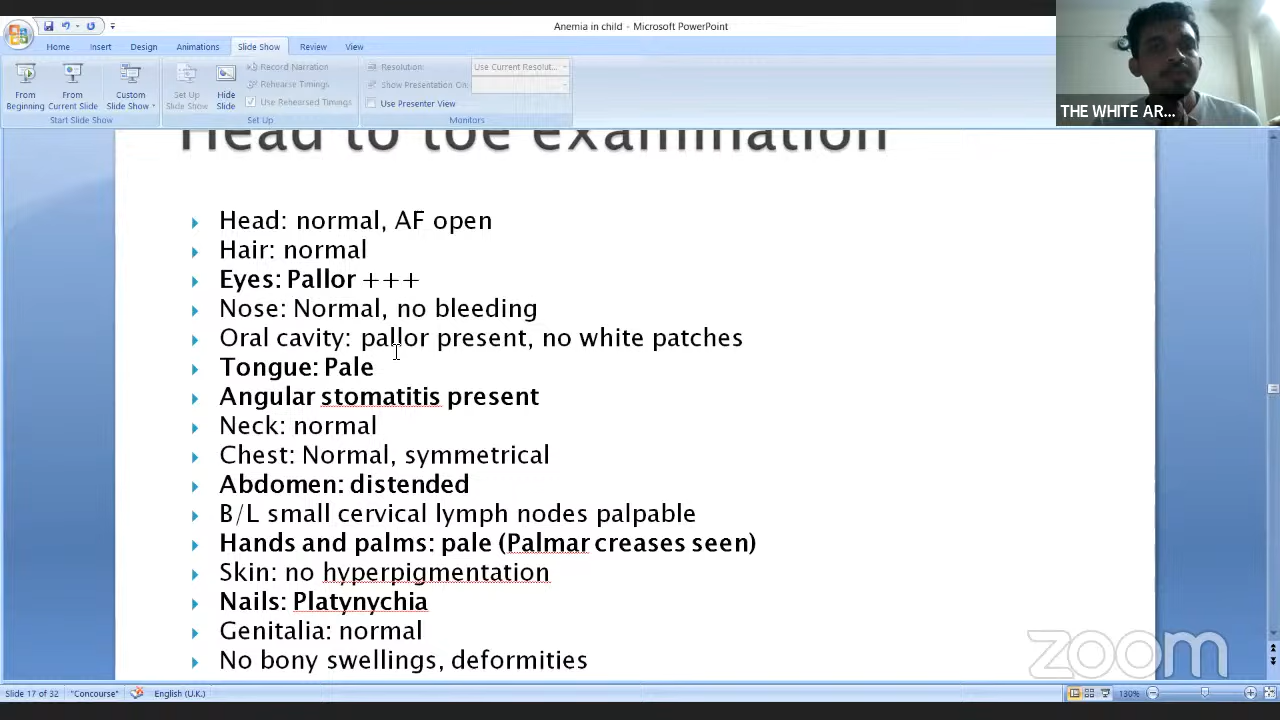 Anemia in child - Microsoft PowerPoint
Home Insert Design Animations Slide Show Review View
From Beginning
From Current Slide
Custom Slide Show
Set Up Slide Show
Hide Slide
Record Narration
Rehearse Timings
Use Rehearsed Timings
Resolution: Use Current Resolut...
Show Presentation On:
Use Presenter View
Start Slide Show
Set Up
Monitors
THE WHITE AR...
Head to toe examination
Head: normal, AF open
Hair: normal
Eyes: Pallor +++
Nose: Normal, no bleeding
Oral cavity: pallor present, no white patches
Tongue: Pale
Angular stomatitis present
Neck: normal
Chest: Normal, symmetrical
Abdomen: distended
B/L small cervical lymph nodes palpable
Hands and palms: pale (Palmar creases seen)
Skin: no hyperpigmentation
Nails: Platynychia
Genitalia: normal
No bony swellings, deformities
zoom
Slide 17 of 32 "Concourse" English (U.K.) 130%